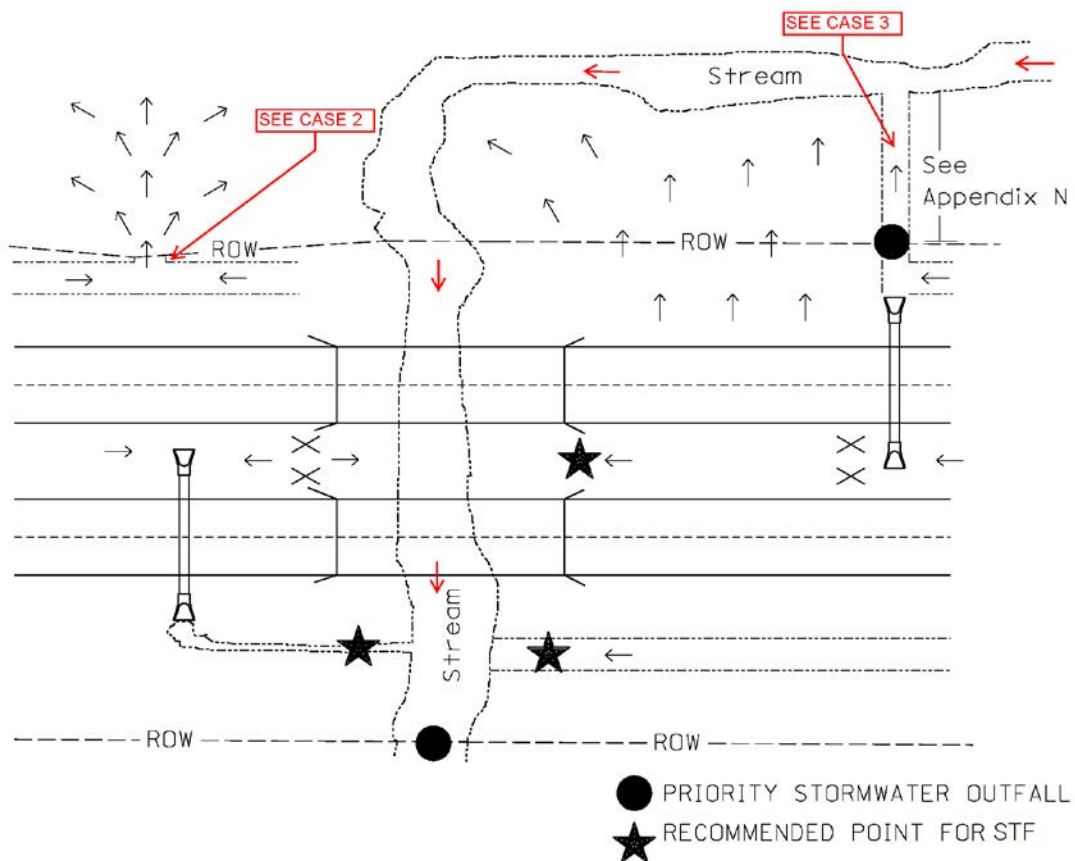 SEE CASE 3
Stream
SEE CASE 2
See
Appendix N
ROW
ROW
Stream
ROW
ROW
PRIORITY STORMWATER OUTFALL
RECOMMENDED POINT FOR STF